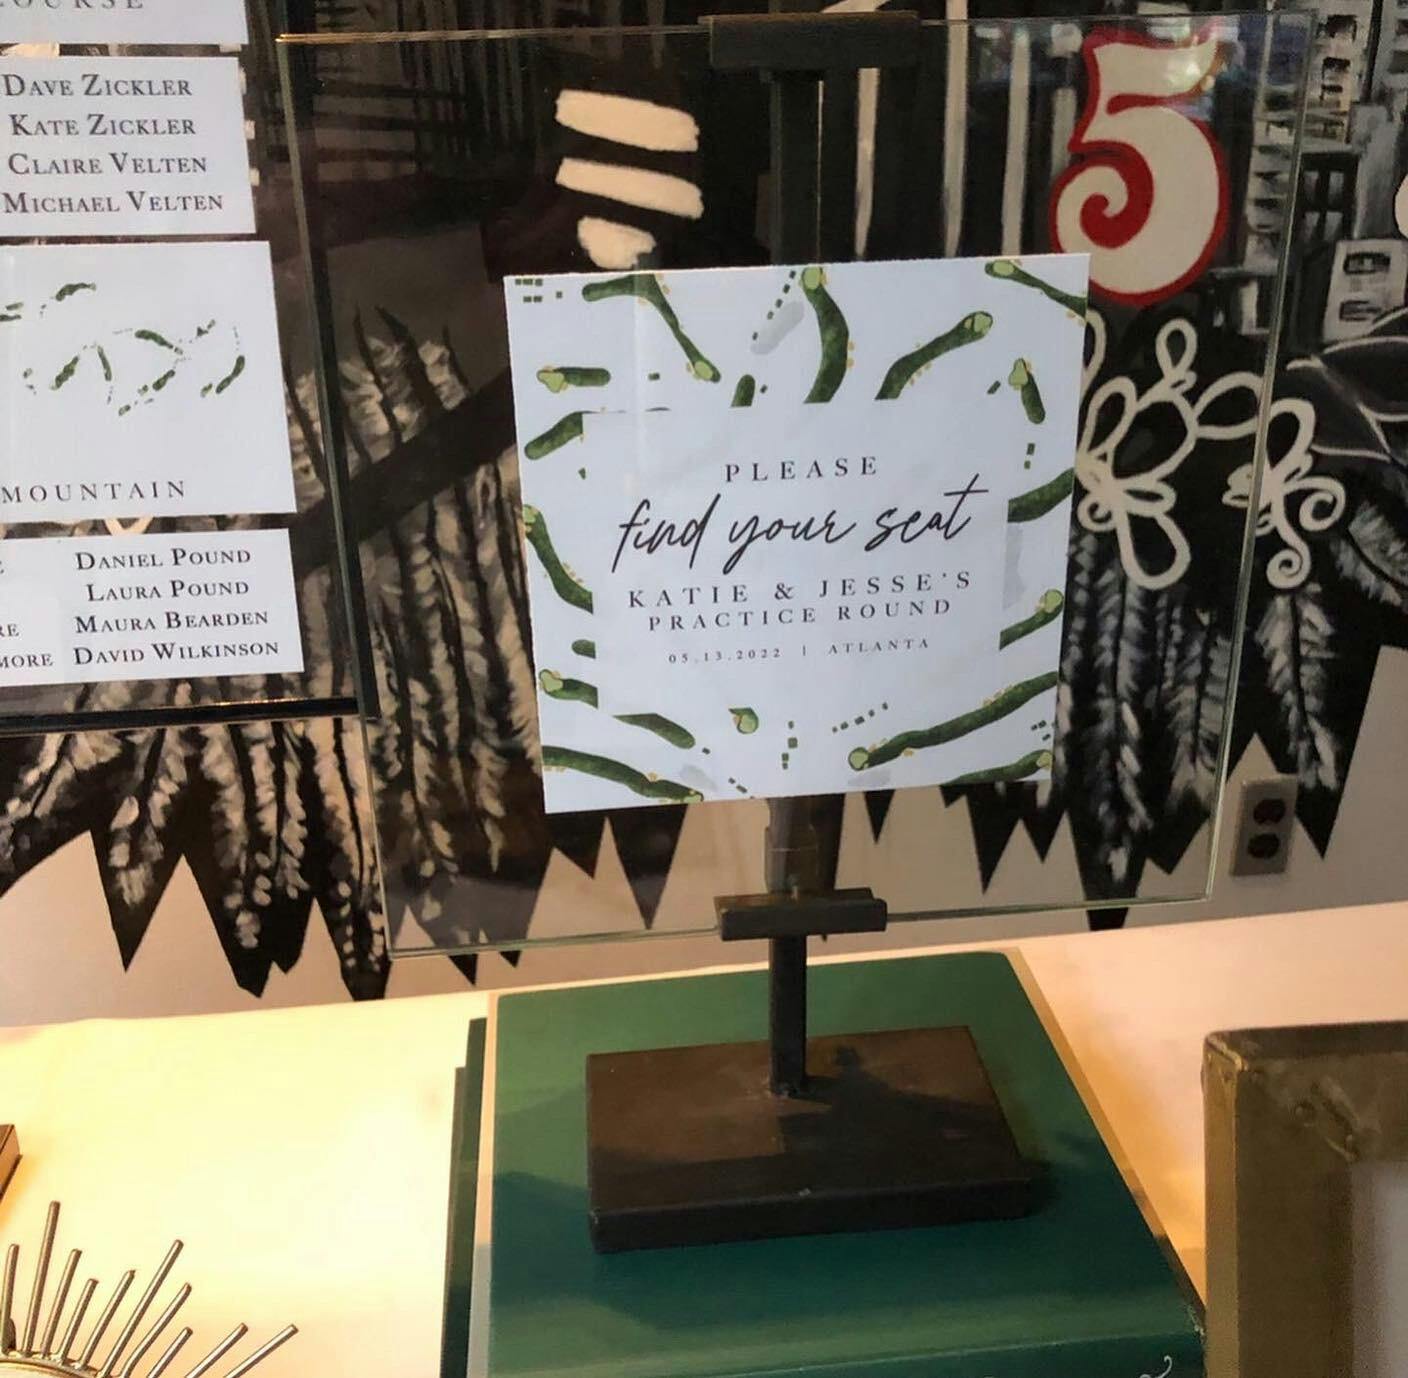 COURSE
DAVE ZICKLER
KATE ZICKLER
CLAIRE VELTEN
MICHAEL VELTEN
MOUNTAIN
DANIEL POUND
LAURA POUND
MAURA BEARDEN
DAVID WILKINSON
5
PLEASE
find your seat
KATIE & JESSE'S
PRACTICE ROUND
05.13.2022 | ATLANTA